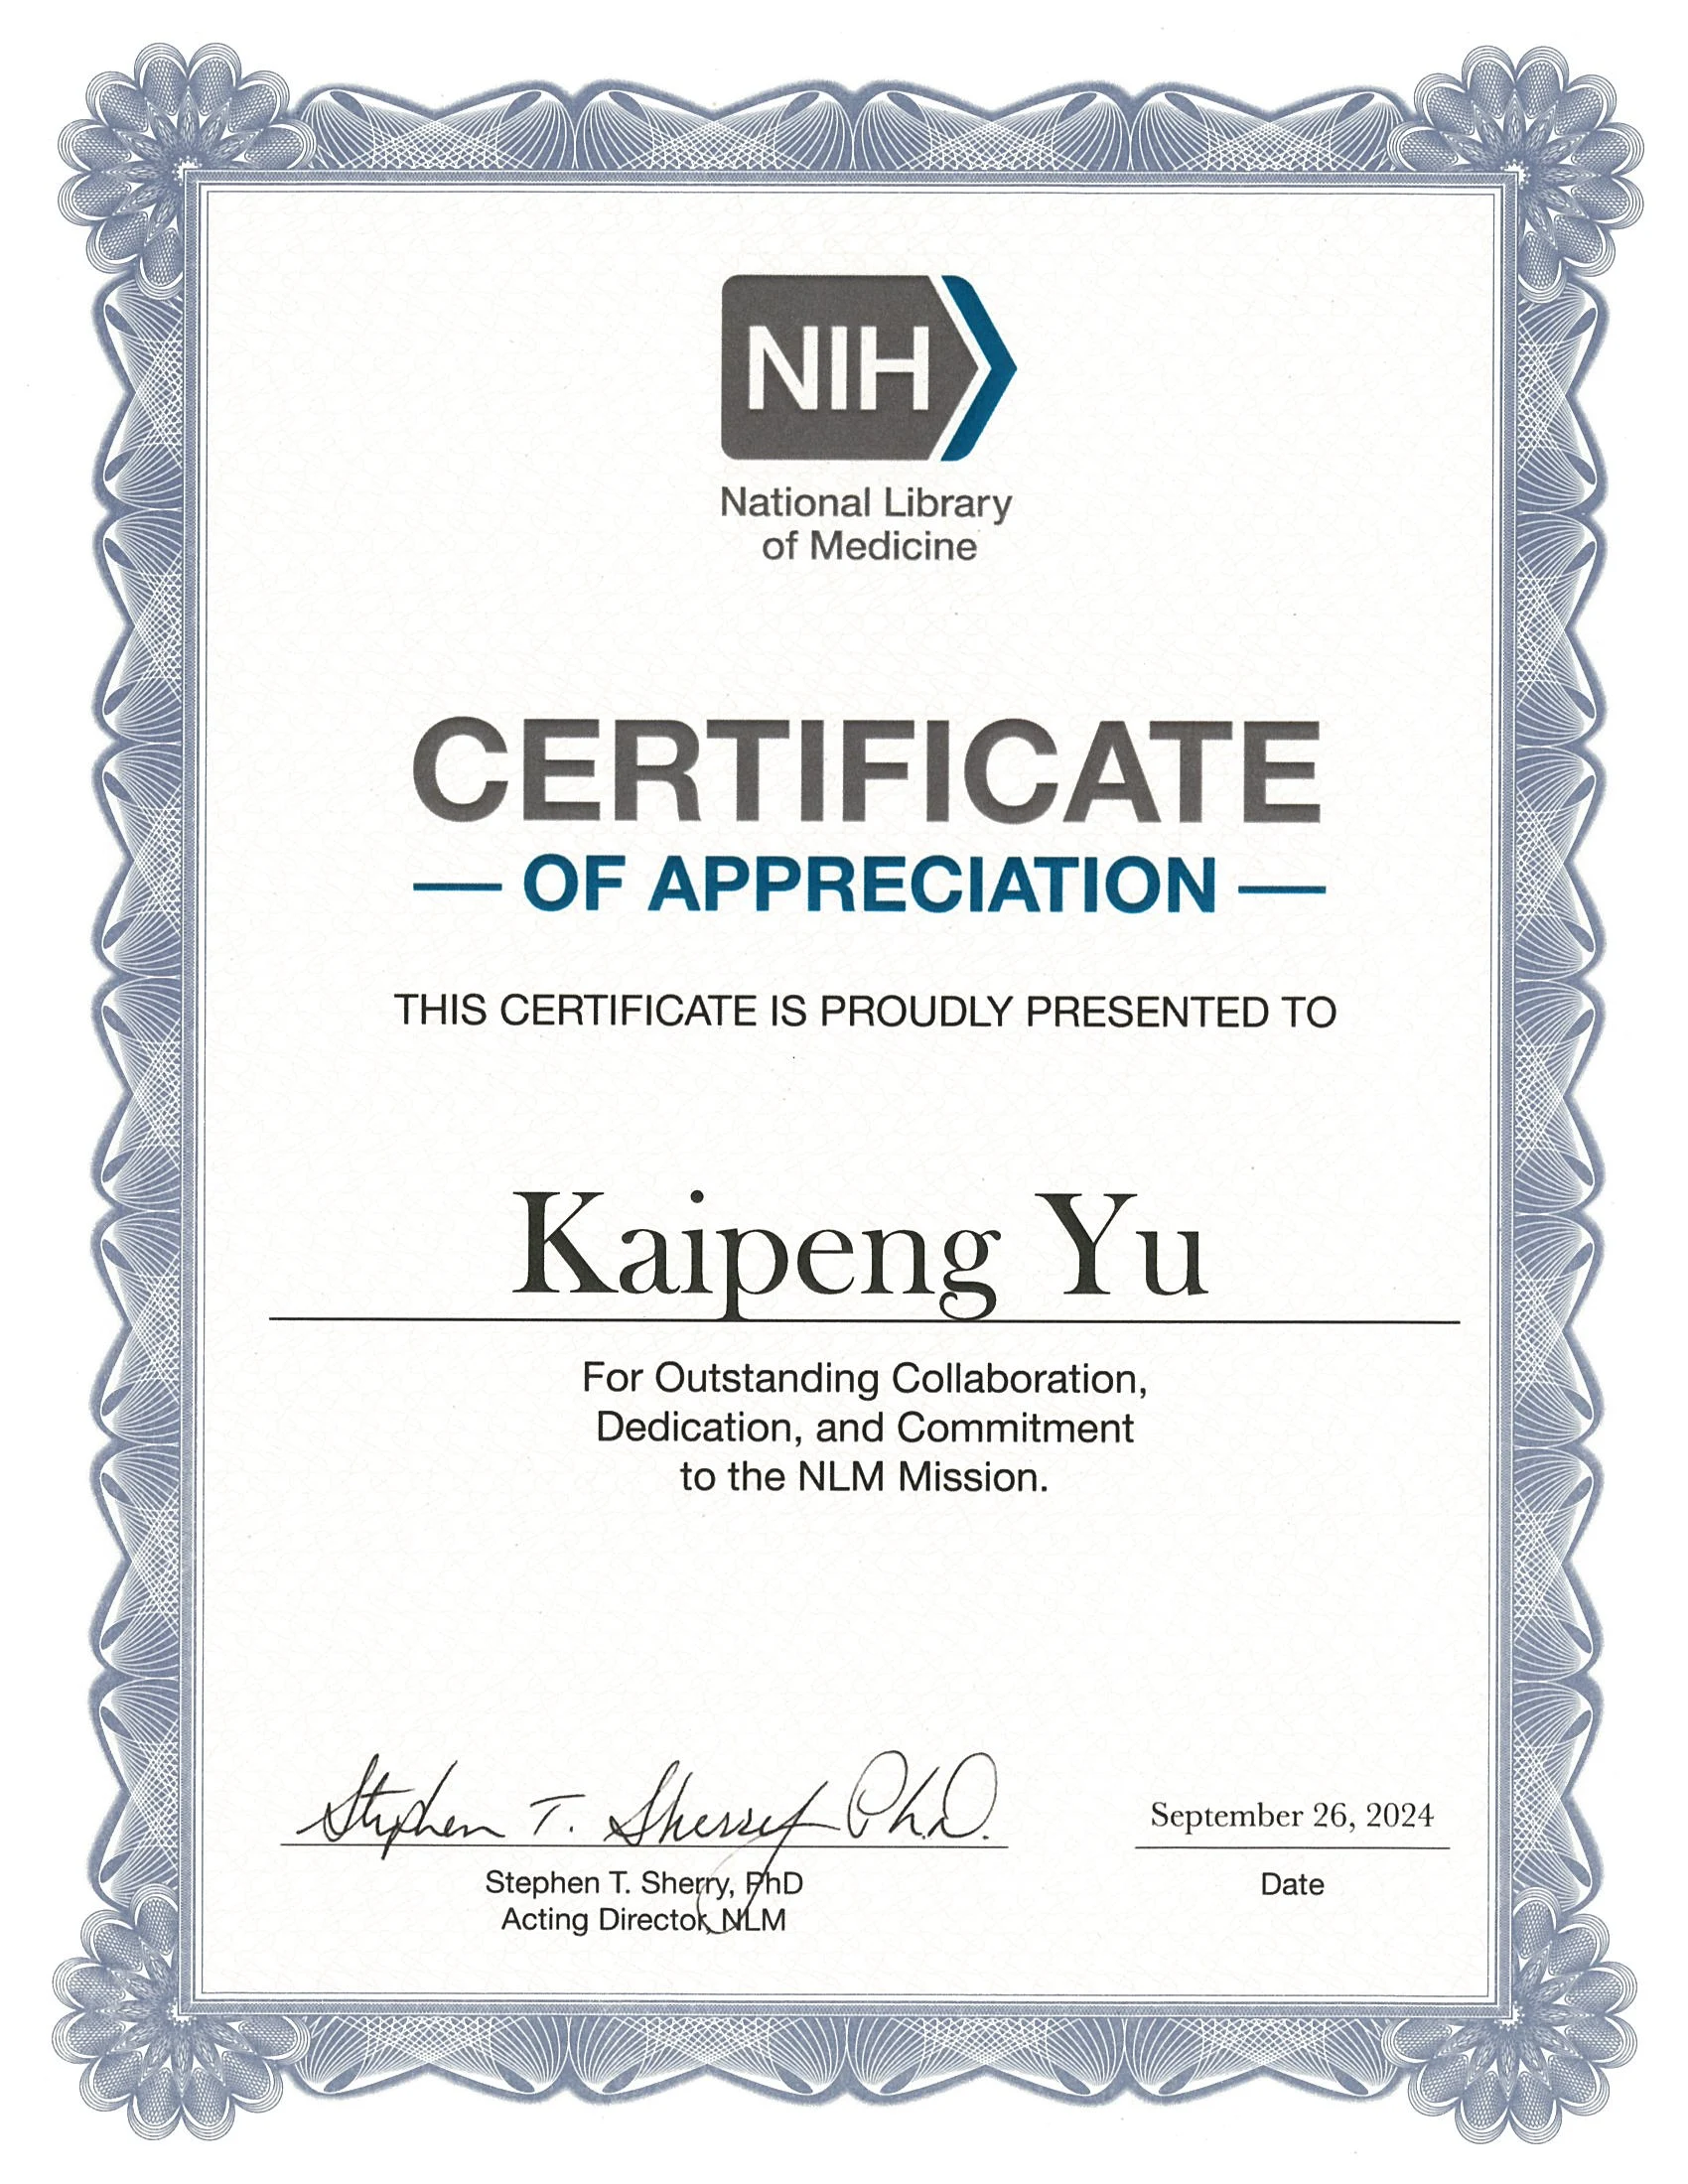 NIH
National Library
of Medicine
CERTIFICATE
— OF APPRECIATION —
THIS CERTIFICATE IS PROUDLY PRESENTED TO
Kaipeng Yu
For Outstanding Collaboration,
Dedication, and Commitment
to the NLM Mission.
Stephen T. Sherry Ph.D.
September 26, 2024
Stephen T. Sherry, PhD
Date
Acting Director, NLM